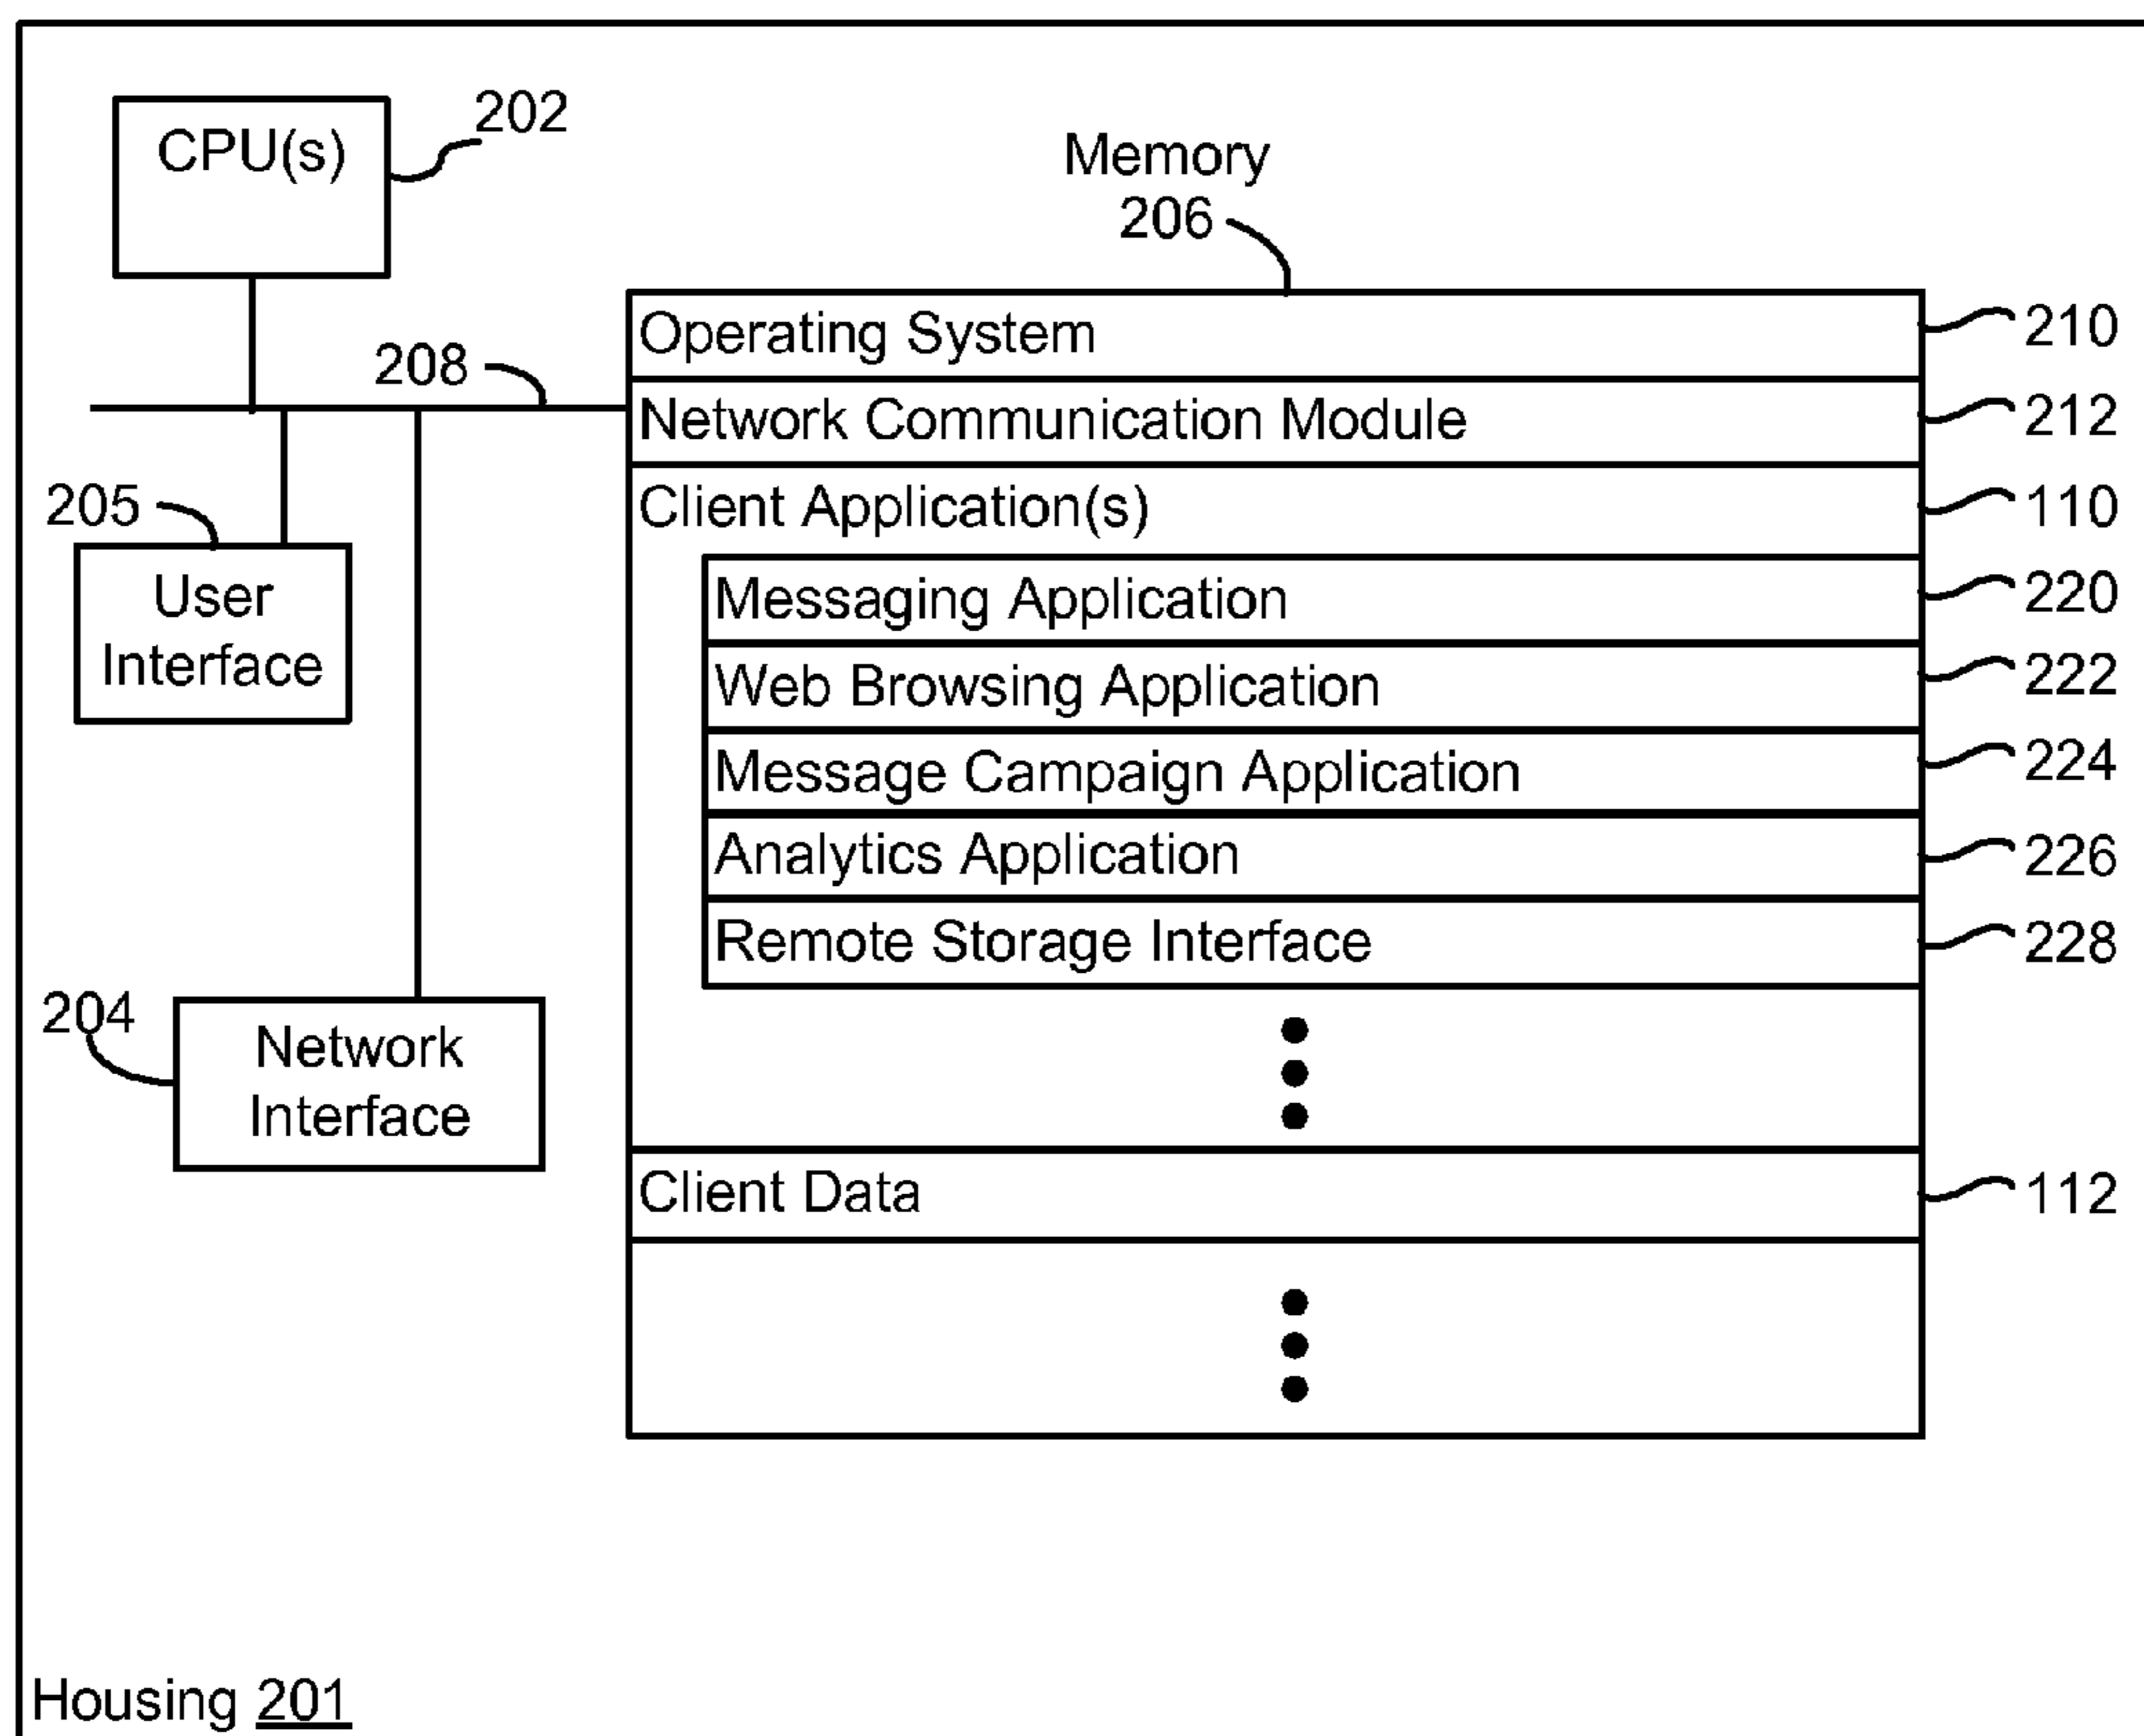 CPU(s)
202
Memory
206
Operating System
210
208
Network Communication Module
212
205
Client Application(s)
110
User
Interface
Messaging Application
220
Web Browsing Application
222
Message Campaign Application
224
Analytics Application
226
Remote Storage Interface
228
204
Network
Interface
Client Data
112
Housing 201